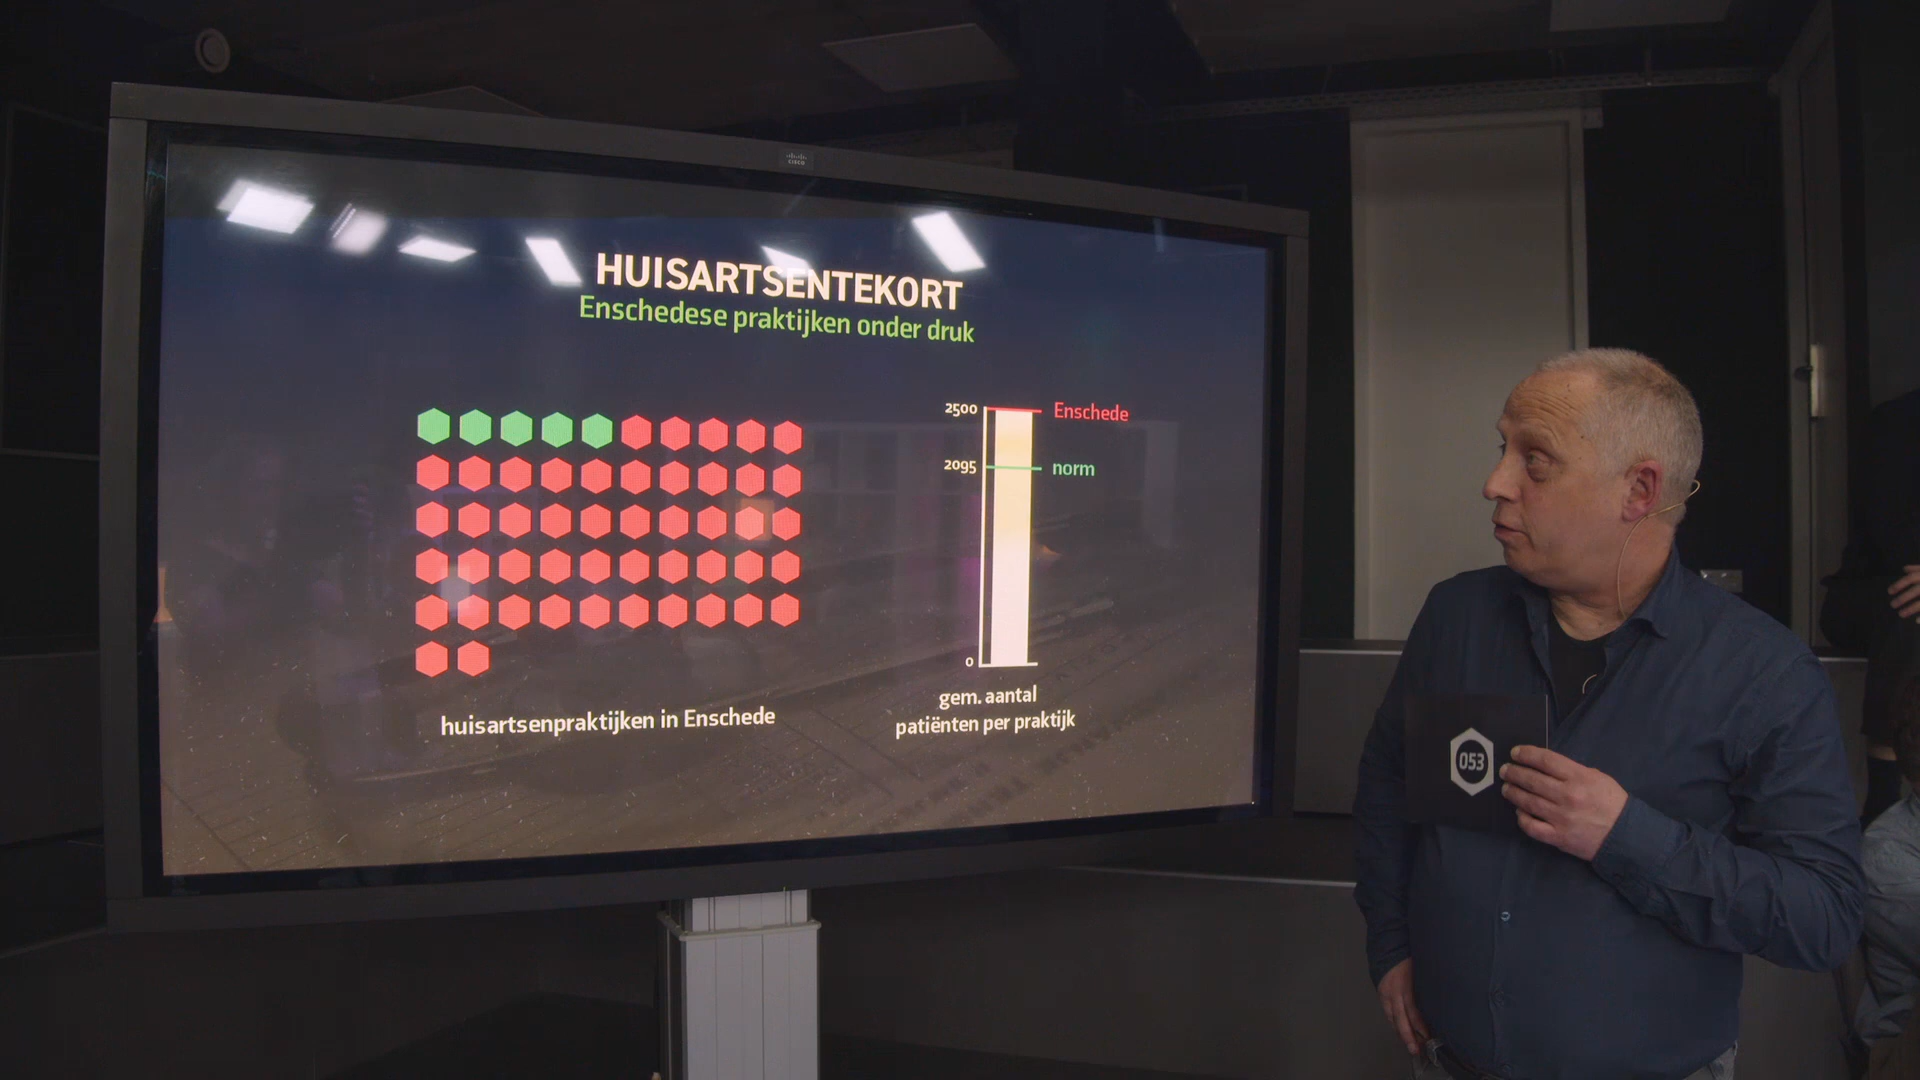 CISCO
HUISARTSENTEKORT
Enschedese praktijken onder druk
2500
Enschede
2095
norm
0
gem. aantal
patiënten per praktijk
huisartsenpraktijken in Enschede
053